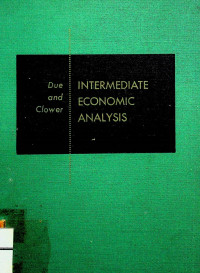 Due
and
Clower
INTERMEDIATE
ECONOMIC
ANALYSIS